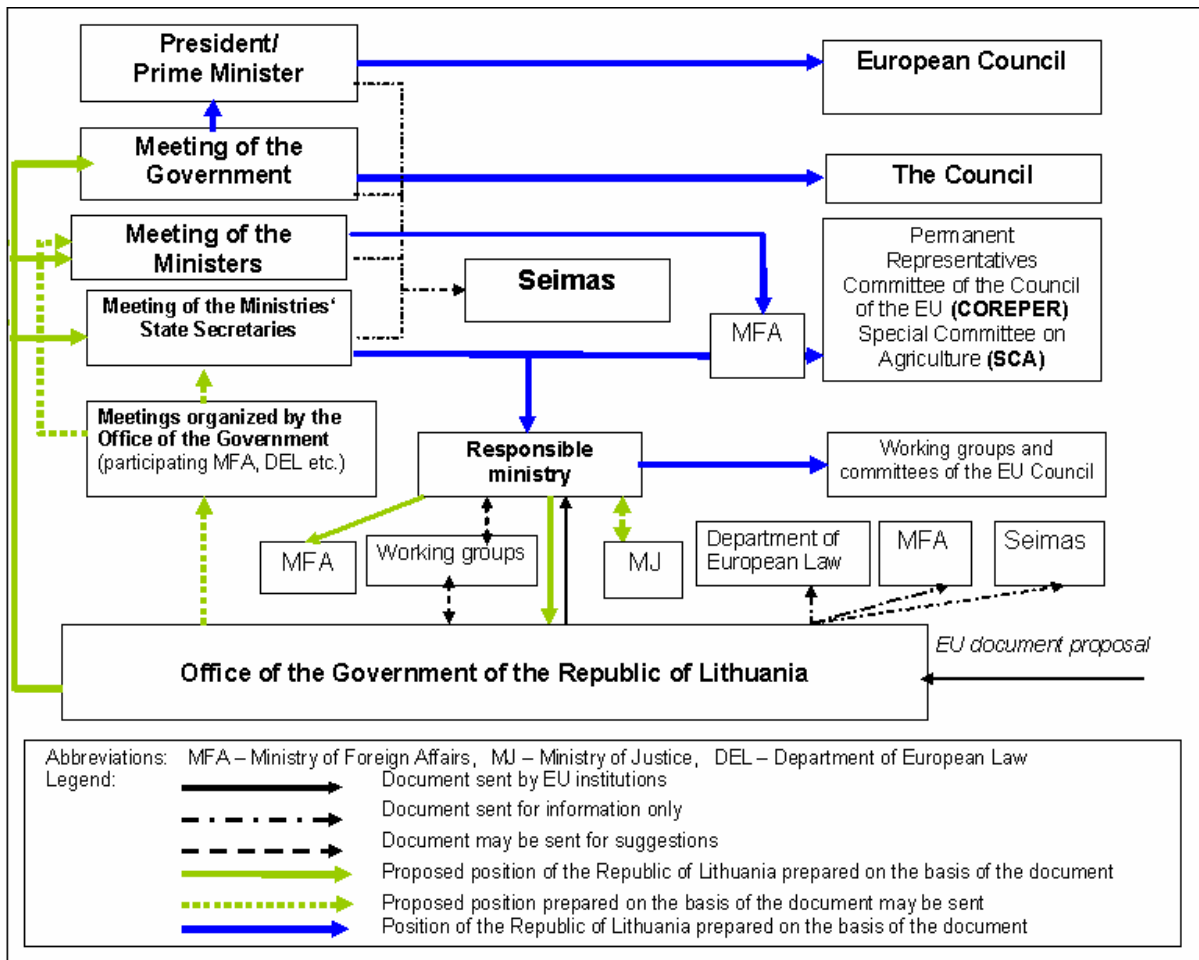 President/
Prime Minister
European Council
Meeting of the
Government
The Council
Meeting of the
Ministers
Permanent
Representatives
Committee of the Council
of the EU (COREPER)
Special Committee on
Agriculture (SCA)
Seimas
Meeting of the Ministries'
State Secretaries
MFA
Meetings organized by the
Office of the Government
(participating MFA, DEL etc.)
Responsible
ministry
Working groups and
committees of the EU Council
MFA
Working groups
MJ
Department of
European Law
MFA
Seimas
EU document proposal
Office of the Government of the Republic of Lithuania
Abbreviations: MFA – Ministry of Foreign Affairs, MJ – Ministry of Justice, DEL – Department of European Law
Legend:
Document sent by EU institutions
Document sent for information only
Document may be sent for suggestions
Proposed position of the Republic of Lithuania prepared on the basis of the document
Proposed position prepared on the basis of the document may be sent
Position of the Republic of Lithuania prepared on the basis of the document